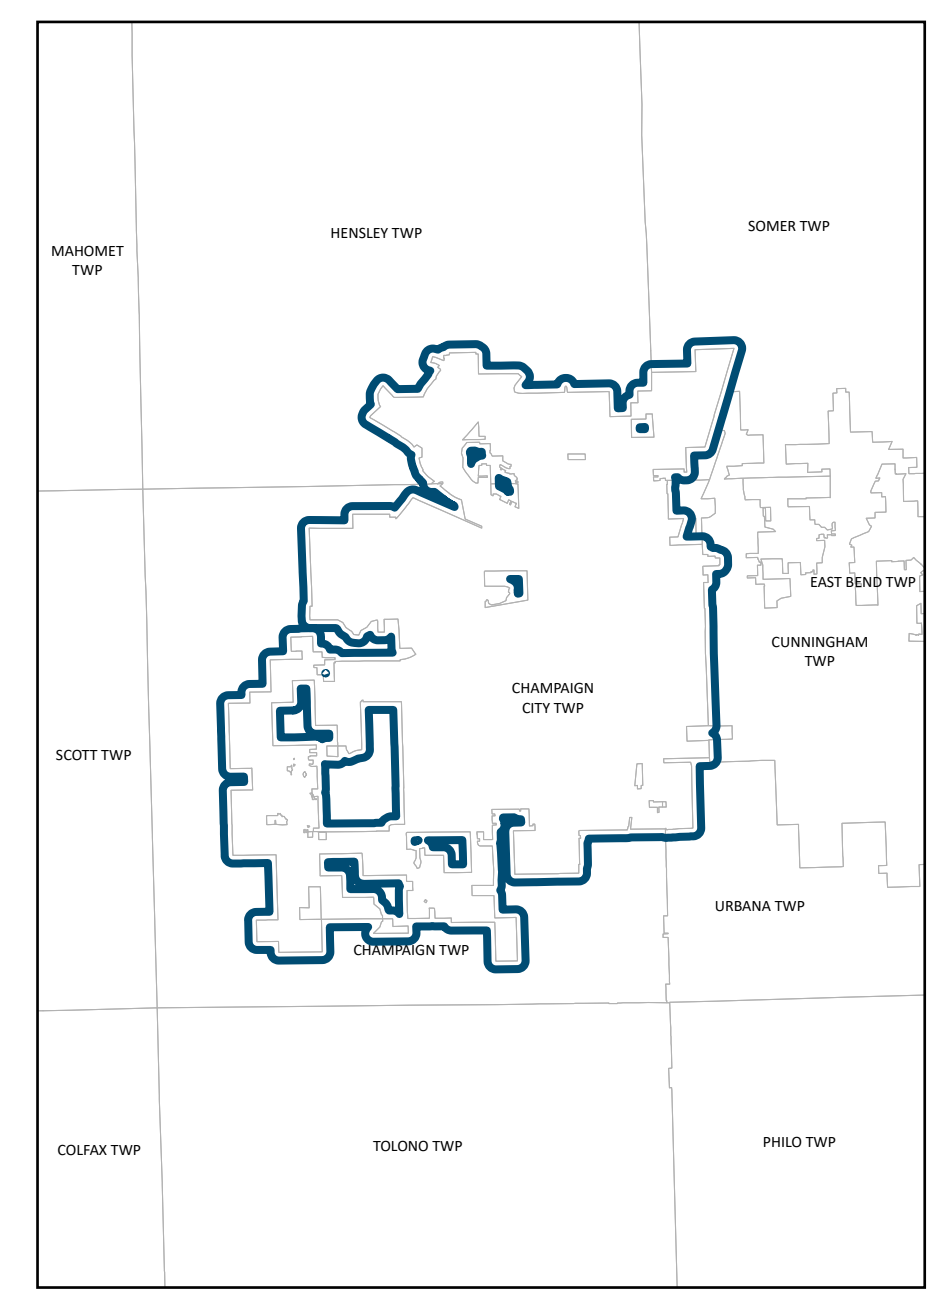 SOMER TWP
HENSLEY TWP
MAHOMET
TWP
EAST BEND TWP
CUNNINGHAM
TWP
CHAMPAIGN
CITY TWP
SCOTT TWP
URBANA TWP
CHAMPAIGN TWP
PHILO TWP
TOLONO TWP
COLFAX TWP